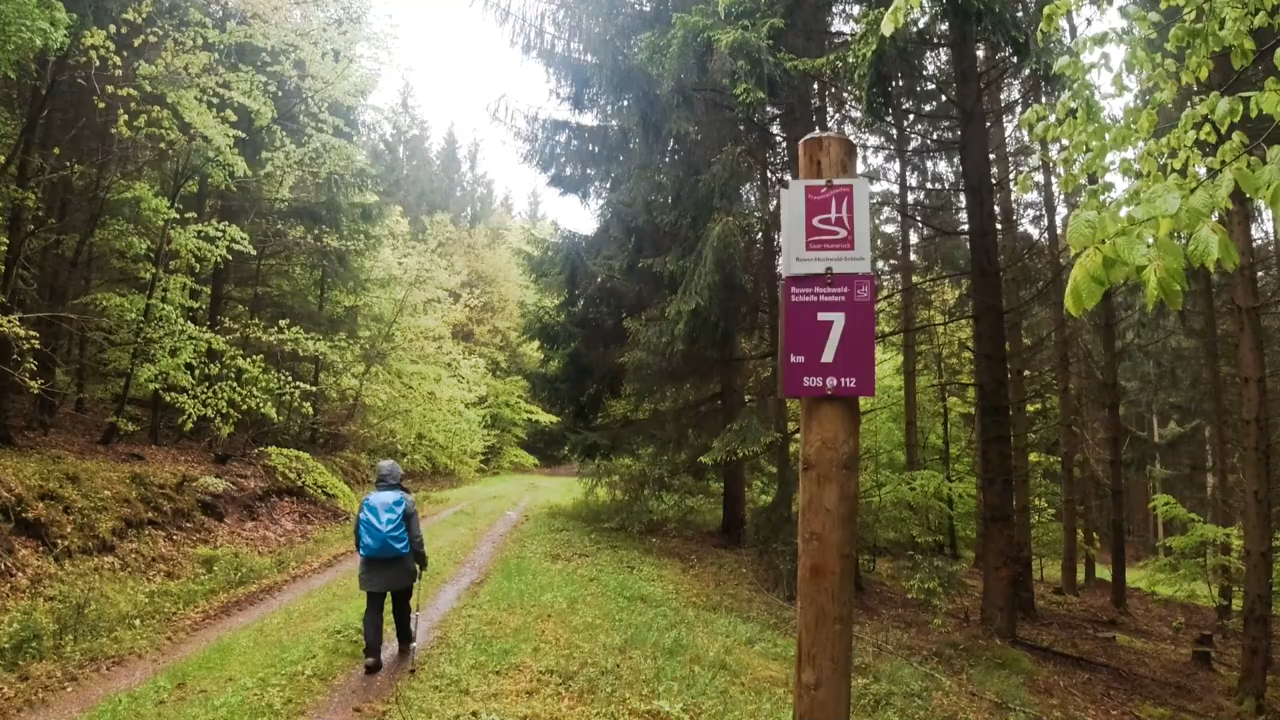 Traumschleifen
Saar-Hunsrück
Ruwer-Hochwald-Schleife
Ruwer-Hochwald-
Schleife Hentern
7
km
SOS 112